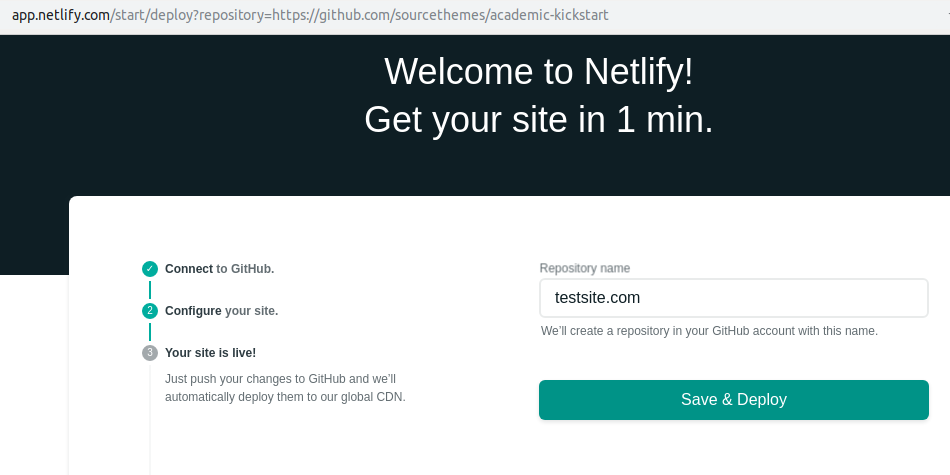 app.netlify.com/start/deploy?repository=https://github.com/sourcethemes/academic-kickstart
Welcome to Netlify!
Get your site in 1 min.
✓ Connect to GitHub.
2 Configure your site.
3 Your site is live!
Just push your changes to GitHub and we'll
automatically deploy them to our global CDN.
Repository name
testsite.com
We'll create a repository in your GitHub account with this name.
Save & Deploy